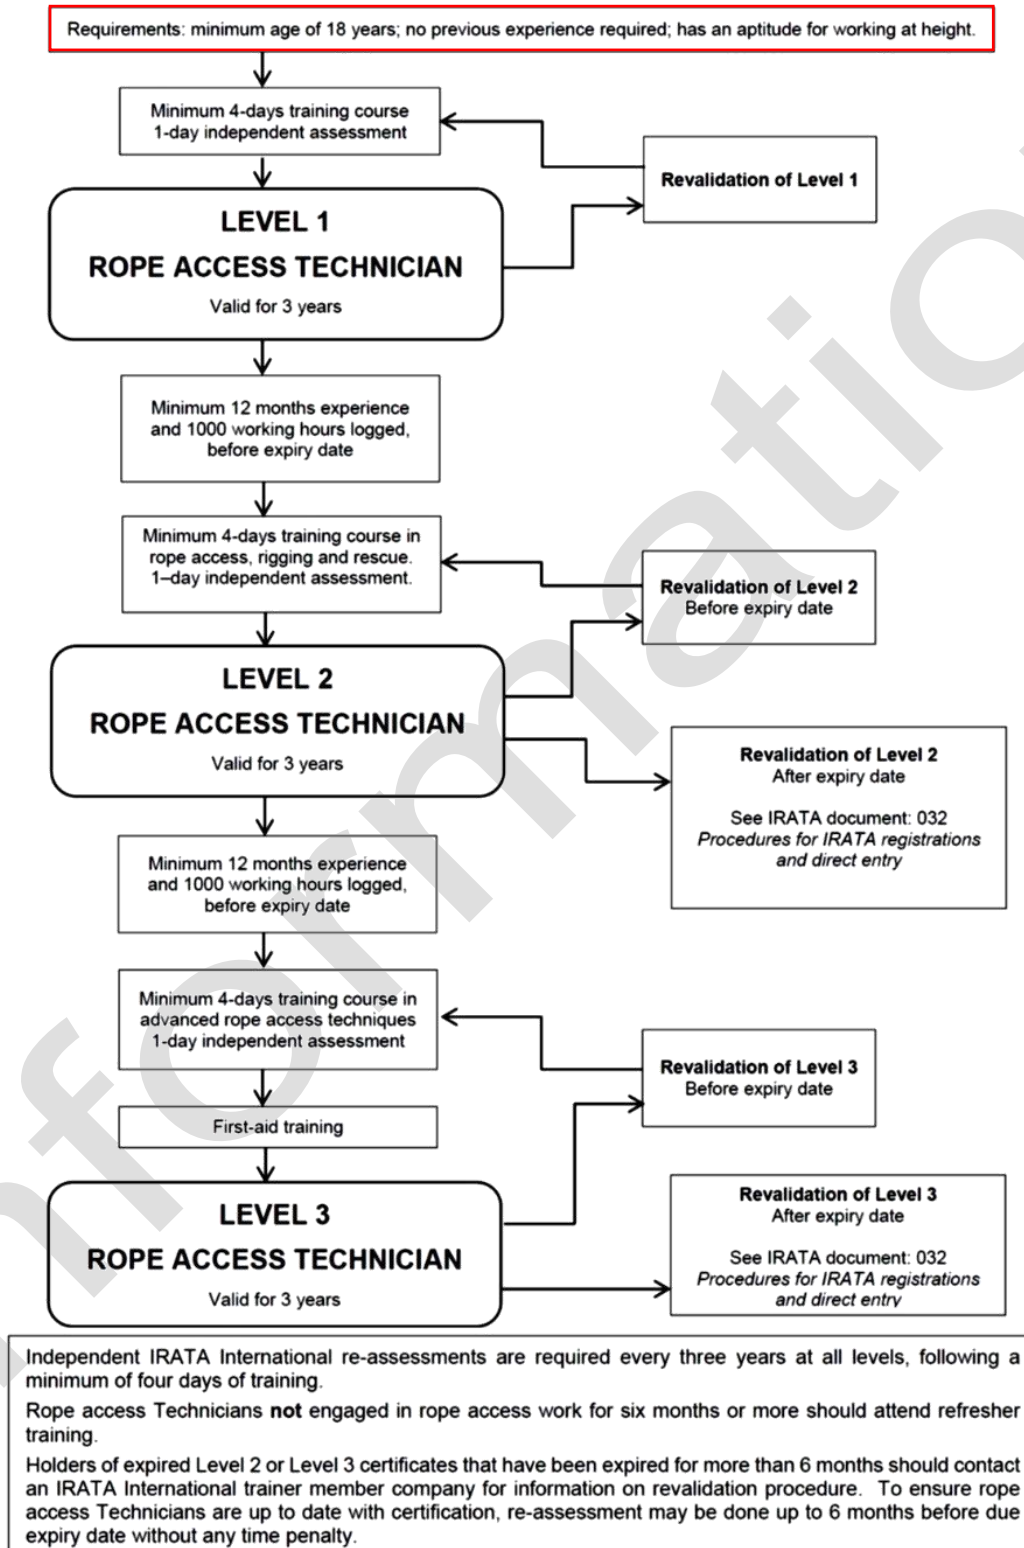 Requirements: minimum age of 18 years; no previous experience required; has an aptitude for working at height.
Minimum 4-days training course
1-day independent assessment
Revalidation of Level 1
LEVEL 1
ROPE ACCESS TECHNICIAN
Valid for 3 years
Minimum 12 months experience
and 1000 working hours logged,
before expiry date
Minimum 4-days training course in
rope access, rigging and rescue.
1–day independent assessment.
Revalidation of Level 2
Before expiry date
LEVEL 2
ROPE ACCESS TECHNICIAN
Valid for 3 years
Revalidation of Level 2
After expiry date
See IRATA document: 032
Procedures for IRATA registrations
and direct entry
Minimum 12 months experience
and 1000 working hours logged,
before expiry date
Minimum 4-days training course in
advanced rope access techniques
1-day independent assessment
Revalidation of Level 3
Before expiry date
First-aid training
LEVEL 3
ROPE ACCESS TECHNICIAN
Valid for 3 years
Revalidation of Level 3
After expiry date
See IRATA document: 032
Procedures for IRATA registrations
and direct entry
Independent IRATA International re-assessments are required every three years at all levels, following a
minimum of four days of training.
Rope access Technicians not engaged in rope access work for six months or more should attend refresher
training.
Holders of expired Level 2 or Level 3 certificates that have been expired for more than 6 months should contact
an IRATA International trainer member company for information on revalidation procedure. To ensure rope
access Technicians are up to date with certification, re-assessment may be done up to 6 months before due
expiry date without any time penalty.
nformatio